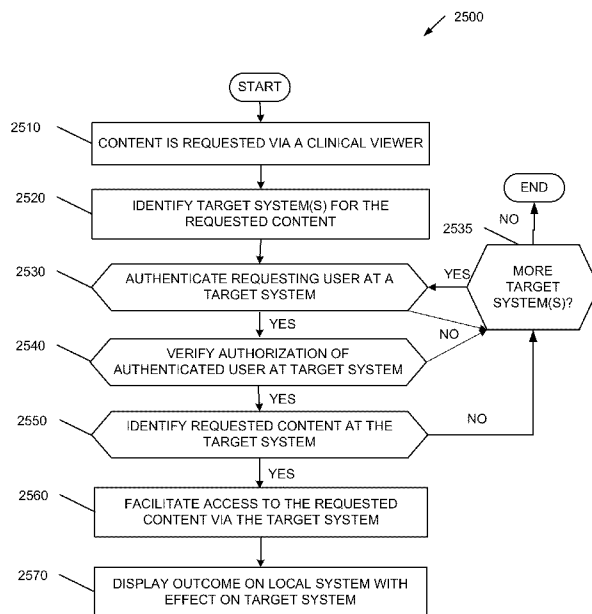 2500
START
2510
CONTENT IS REQUESTED VIA A CLINICAL VIEWER
2520
IDENTIFY TARGET SYSTEM(S) FOR THE
REQUESTED CONTENT
END
NO
2535
2530
AUTHENTICATE REQUESTING USER AT A
TARGET SYSTEM
YES
MORE
TARGET
SYSTEM(S)?
YES
NO
2540
VERIFY AUTHORIZATION OF
AUTHENTICATED USER AT TARGET SYSTEM
YES
2550
IDENTIFY REQUESTED CONTENT AT THE
TARGET SYSTEM
NO
YES
2560
FACILITATE ACCESS TO THE REQUESTED
CONTENT VIA THE TARGET SYSTEM
2570
DISPLAY OUTCOME ON LOCAL SYSTEM WITH
EFFECT ON TARGET SYSTEM